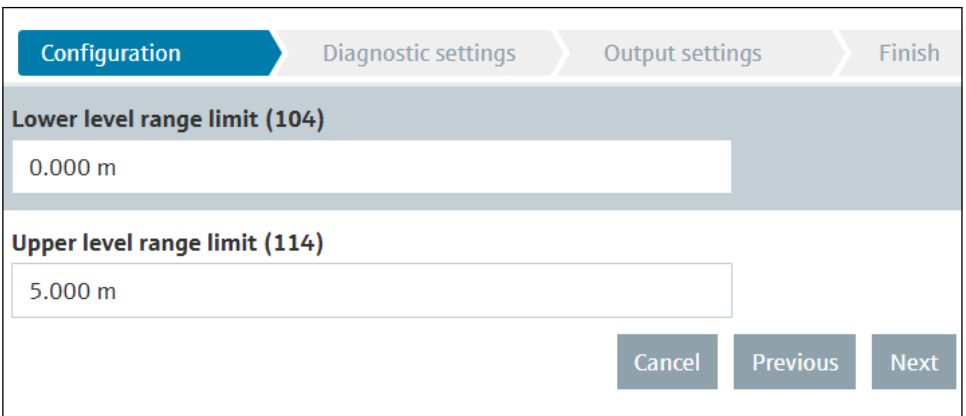 Configuration Diagnostic settings Output settings Finish
Lower level range limit (104)
0.000 m
Upper level range limit (114)
5.000 m
Cancel Previous Next